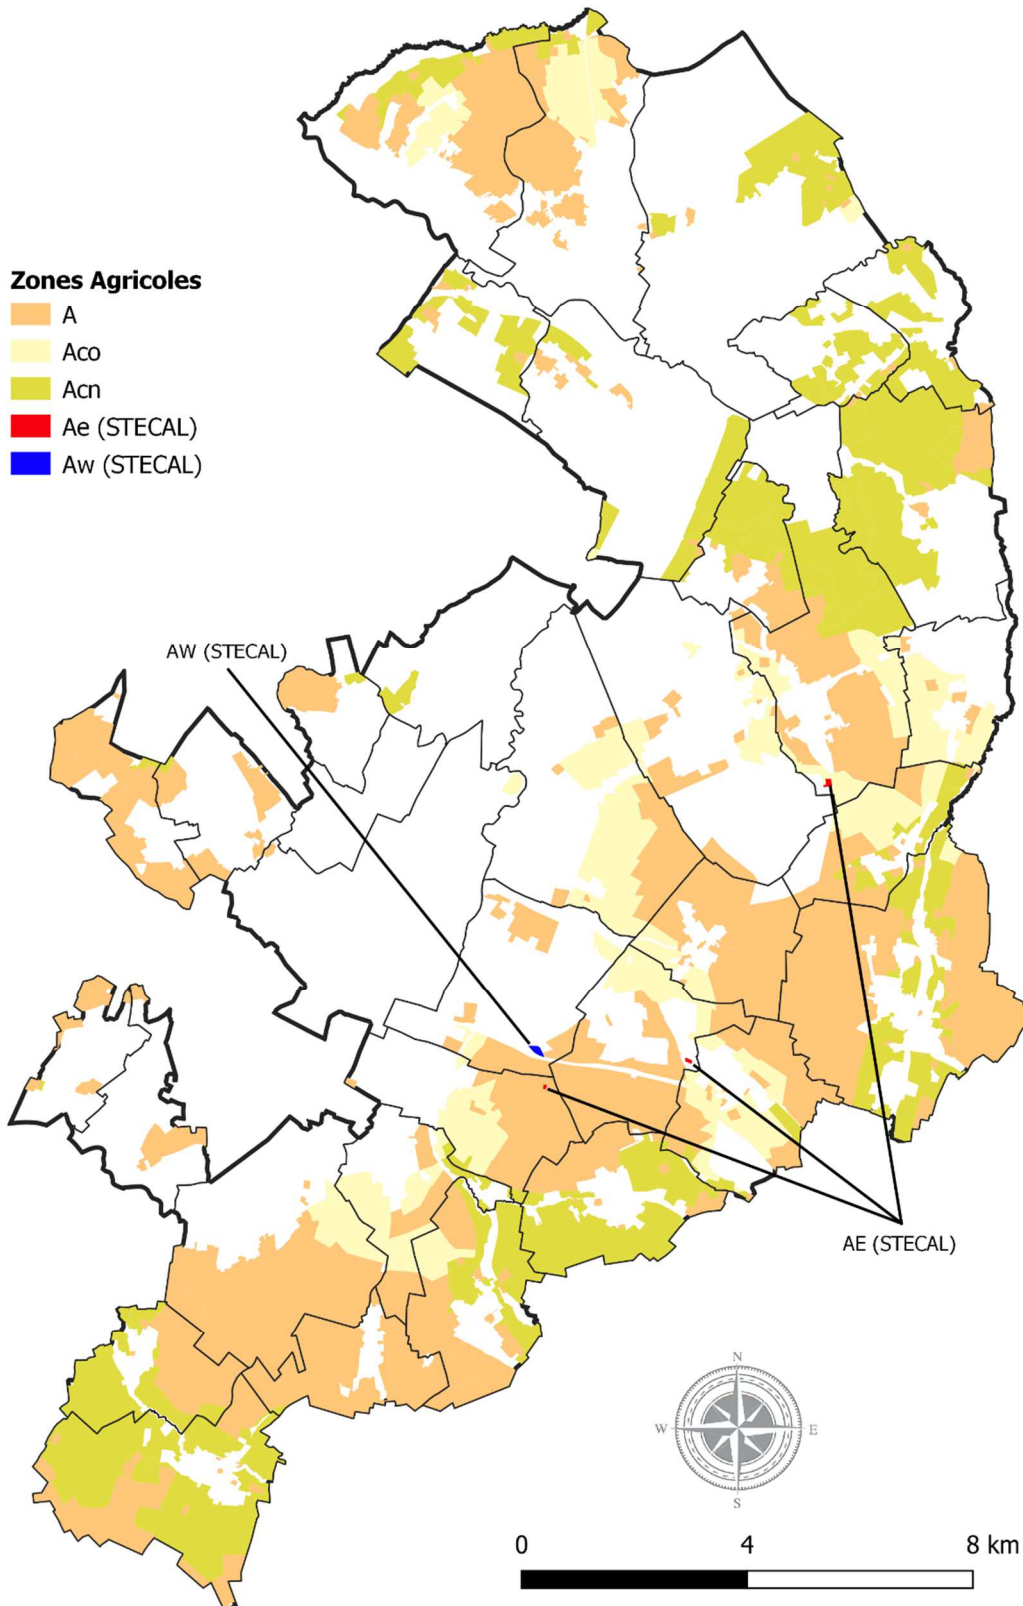 Zones Agricoles
A
Aco
Acn
Ae (STECAL)
Aw (STECAL)
AW (STECAL)
AE (STECAL)
N
W
E
S
0 4 8 km